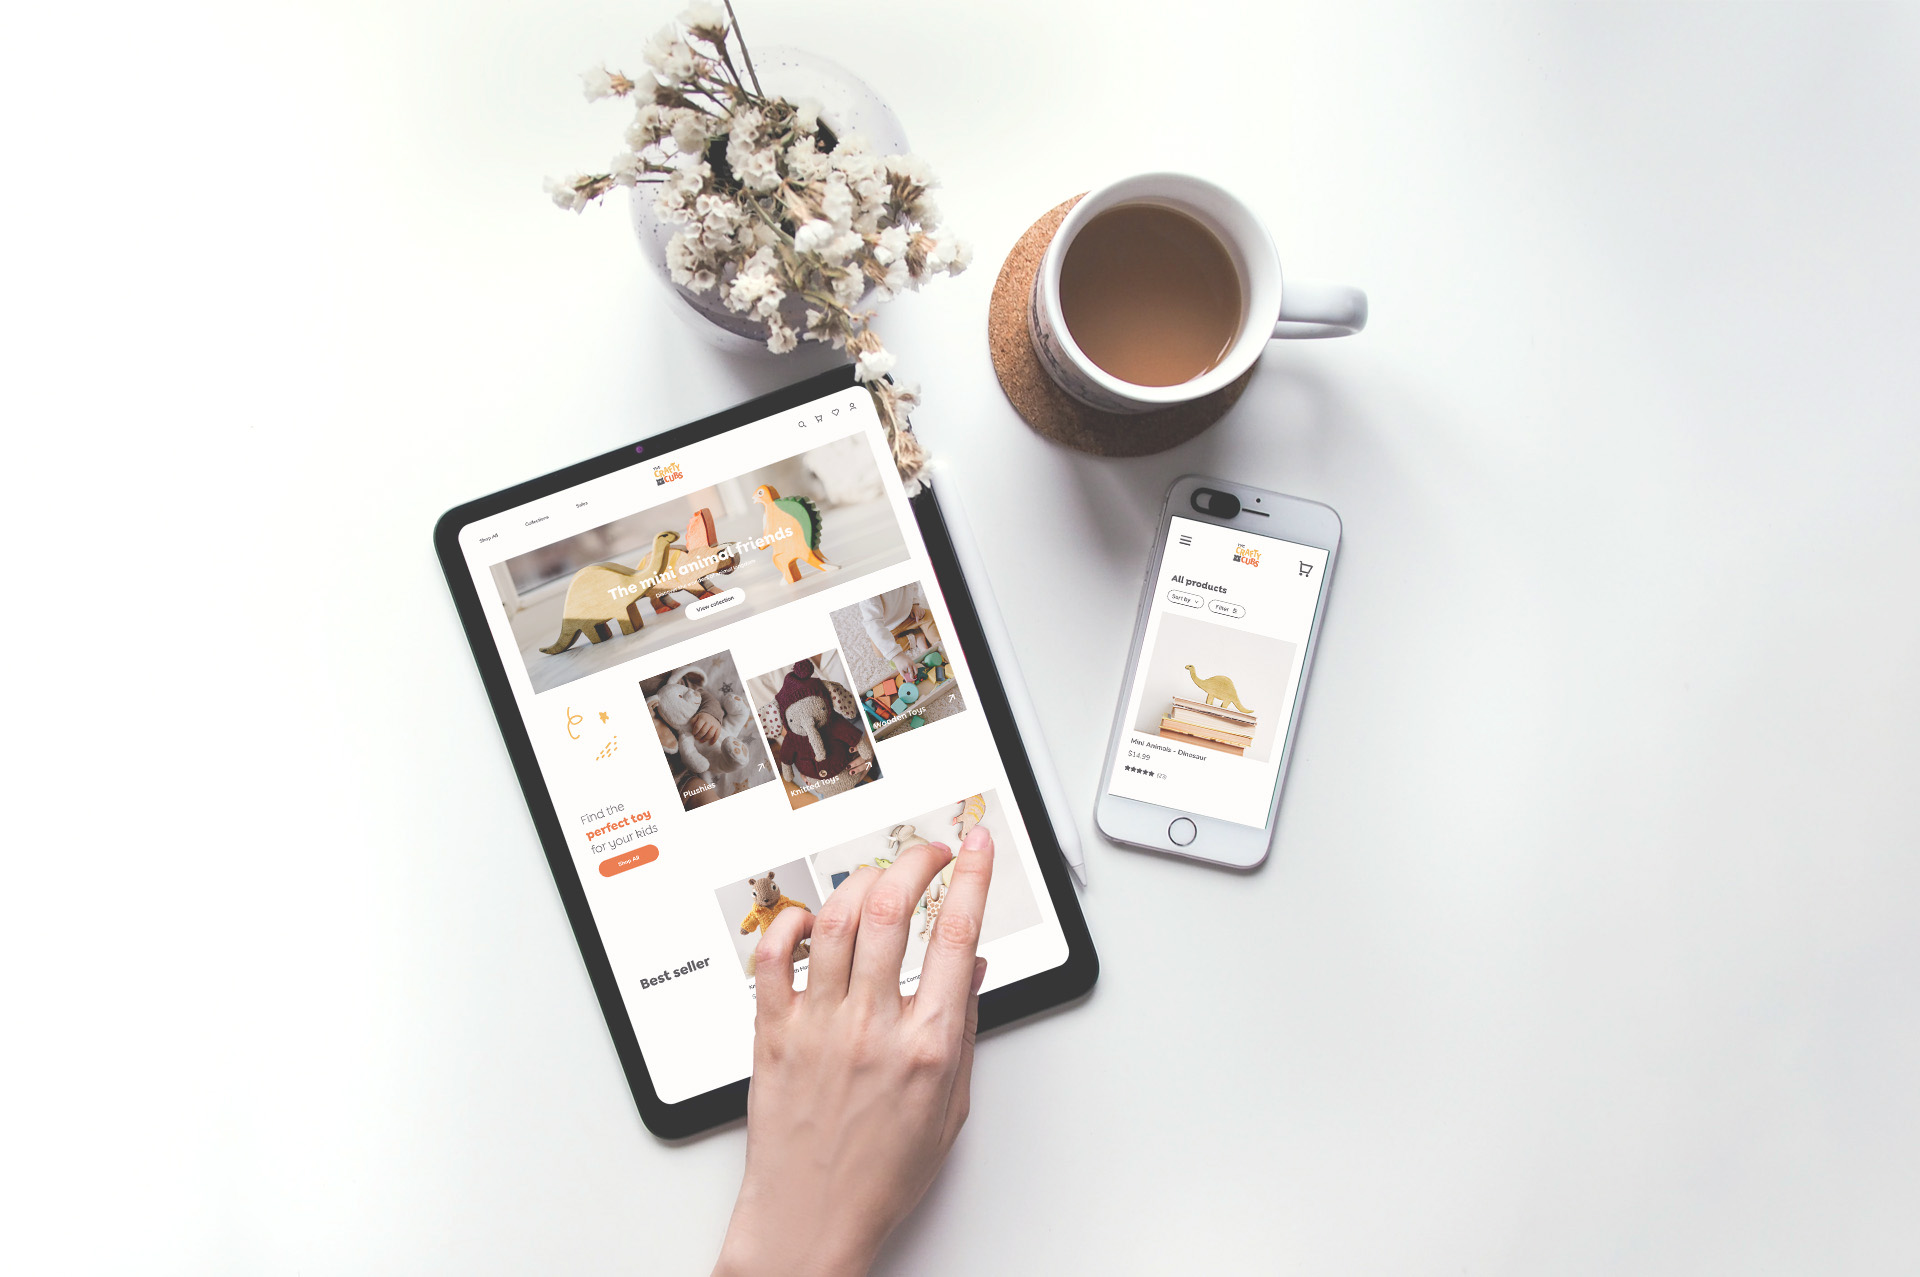 THE
CRAFTY
CUBS
Shop All
Collections
Sales
The mini animal friends
View collection
Plushies
Knitted Toys
Wooden Toys
Find the
perfect toy
for your kids
Shop All
Best seller
THE
CRAFTY
CUBS
All products
Sort by
Filter
Mini Animals - Dinosaur
$14.99
(23)